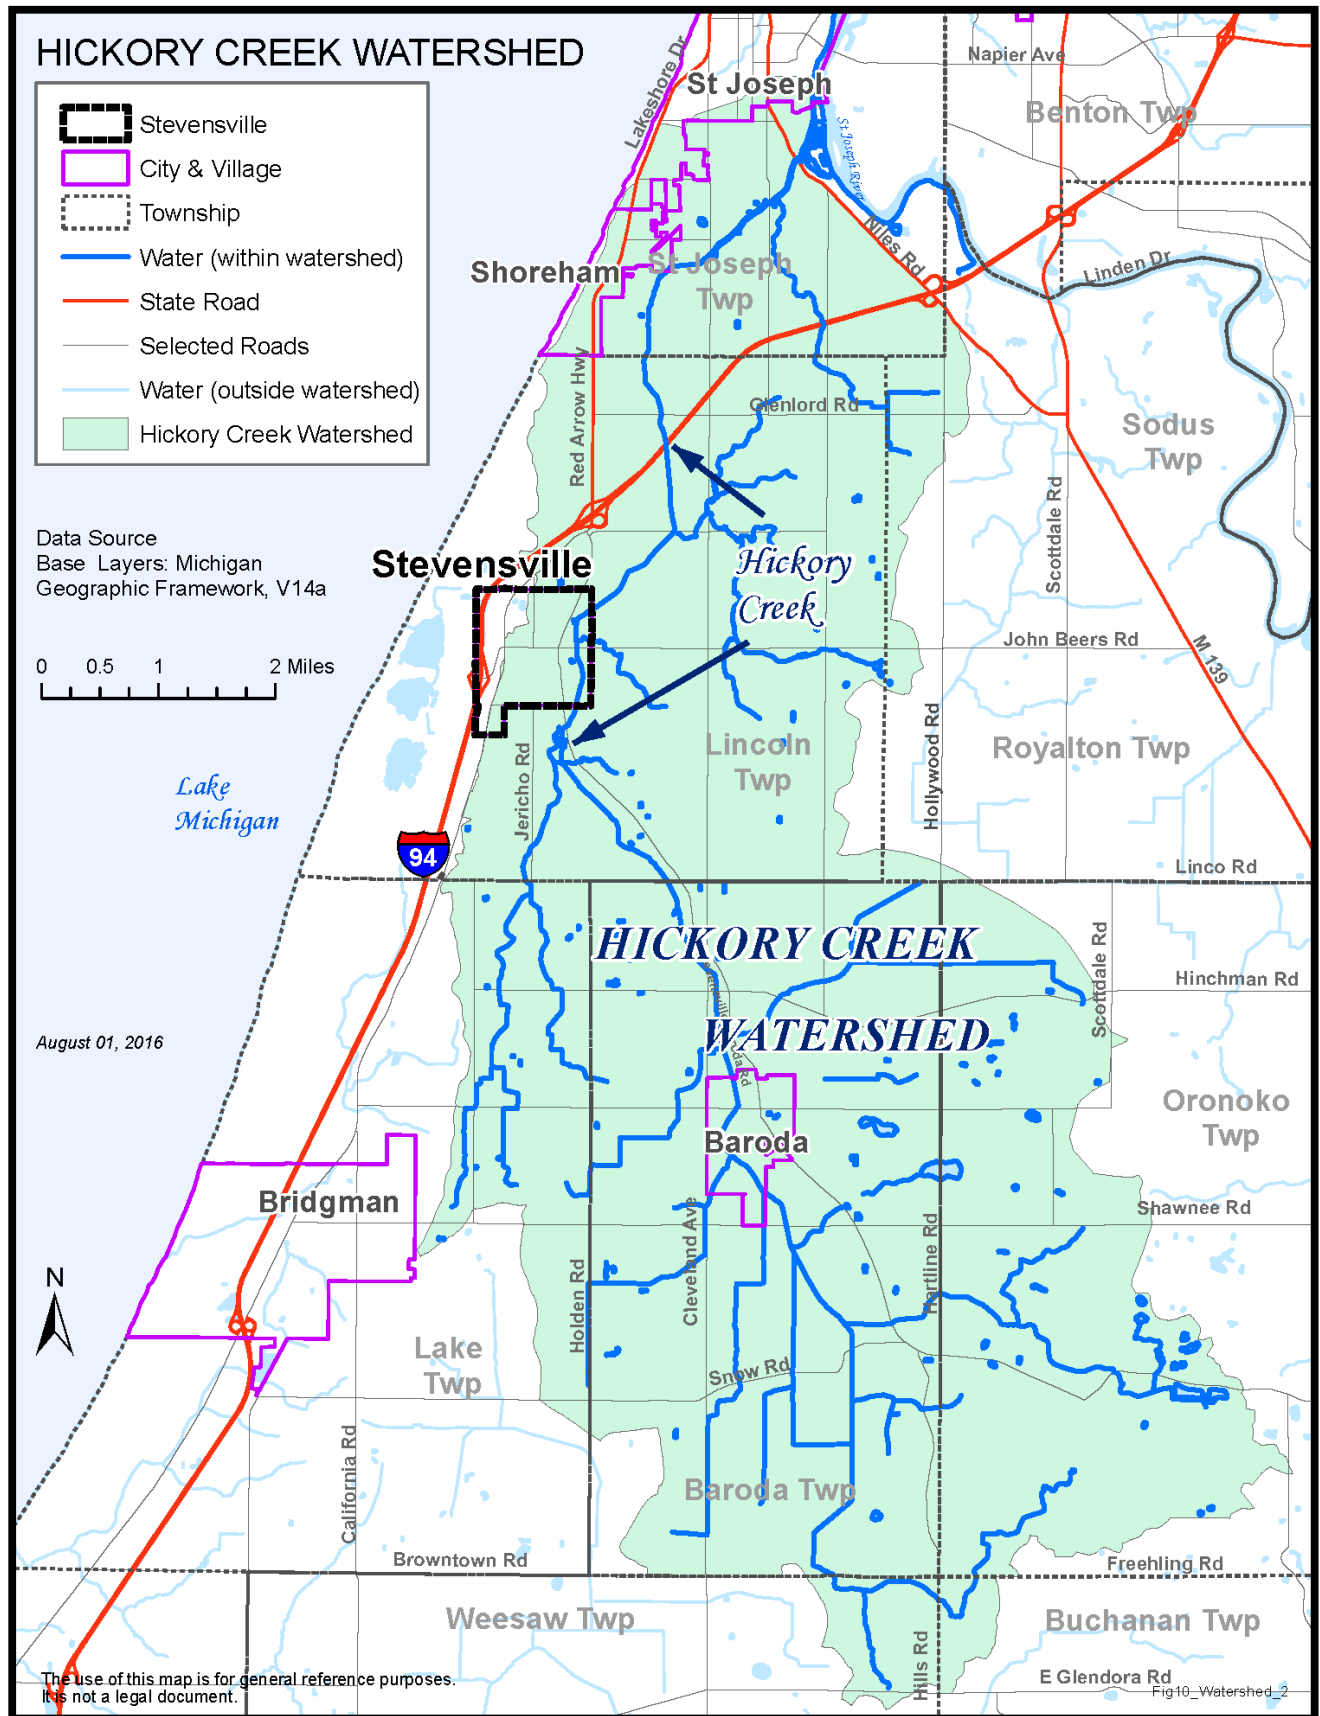 HICKORY CREEK WATERSHED
Stevensville
City & Village
Township
Water (within watershed)
State Road
Selected Roads
Water (outside watershed)
Hickory Creek Watershed
Data Source
Base Layers: Michigan
Geographic Framework, V14a
0 0.5 1 2 Miles
Lake
Michigan
August 01, 2016
N
Lakeshore Dr
St Joseph
Napier Ave
Benton Twp
St Joseph River
Niles Rd
Linden Dr
Shoreham
St Joseph
Twp
Red Arrow Hwy
Glenlord Rd
Sodus
Twp
Scottdale Rd
Stevensville
Hickory
Creek
John Beers Rd
M 139
Hollywood Rd
Royalton Twp
Lincoln
Twp
Jericho Rd
94
Linco Rd
HICKORY CREEK
WATERSHED
Scottdale Rd
Hinchman Rd
Oronoko
Twp
Baroda
Bridgman
Shawnee Rd
Cleveland Ave
Hartline Rd
Holden Rd
Lake
Twp
Snow Rd
California Rd
Baroda Twp
Browntown Rd
Freehling Rd
Weesaw Twp
Buchanan Twp
Hills Rd
E Glendora Rd
The use of this map is for general reference purposes.
It is not a legal document.
Fig10_Watershed_2